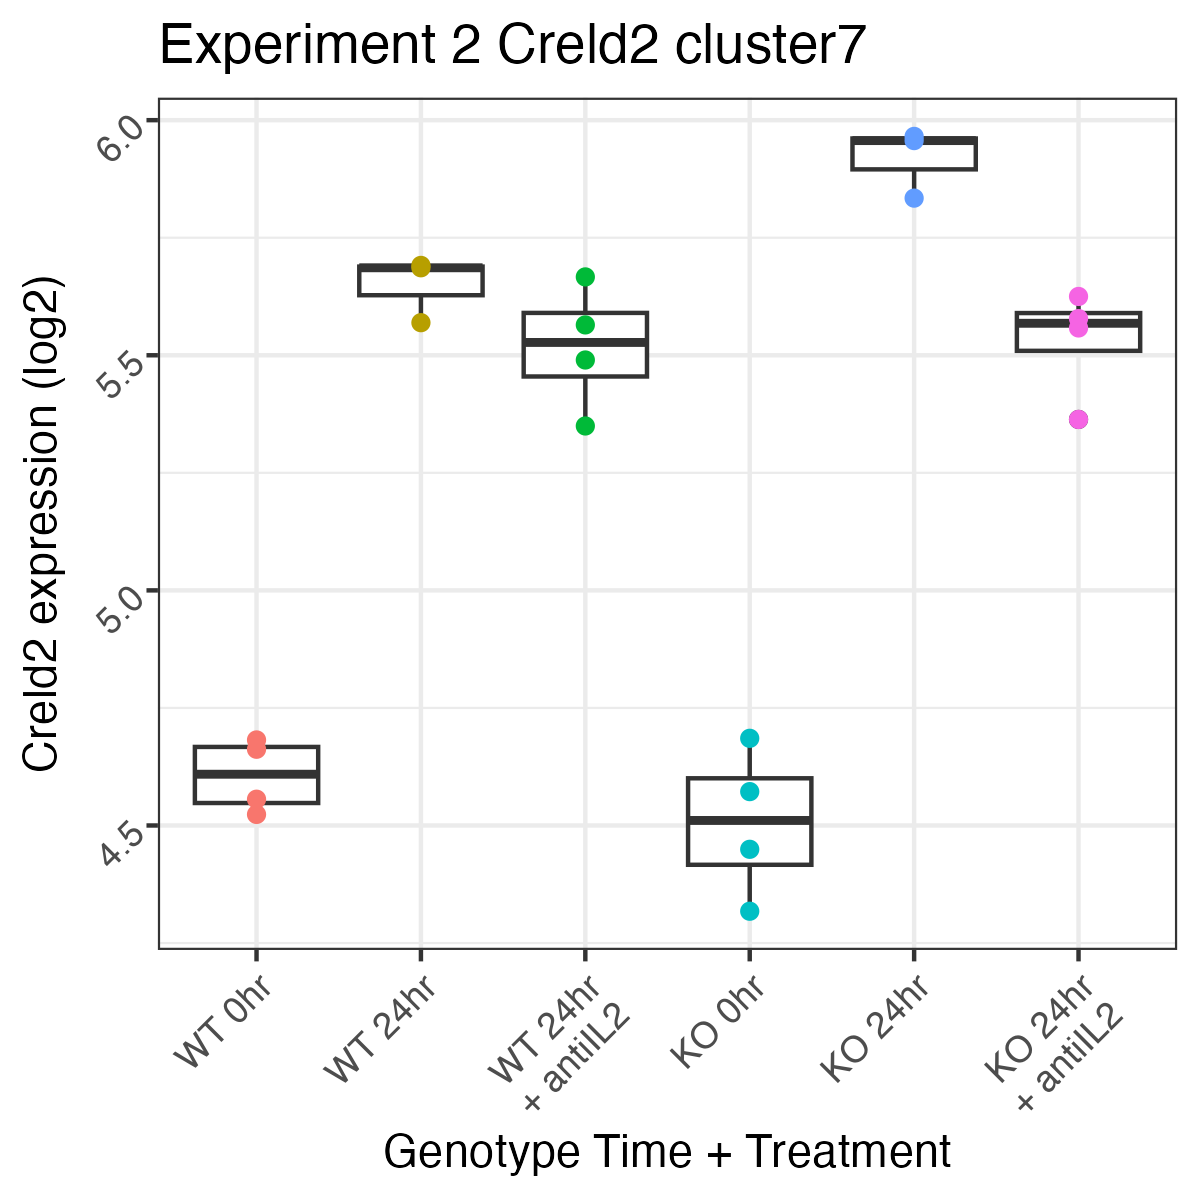 Experiment 2 Creld2 cluster7
Creld2 expression (log2)
6.0
5.5
5.0
4.5
WT 0hr
WT 24hr
WT 24hr
+ antiIL2
KO 0hr
KO 24hr
KO 24hr
+ antiIL2
Genotype Time + Treatment